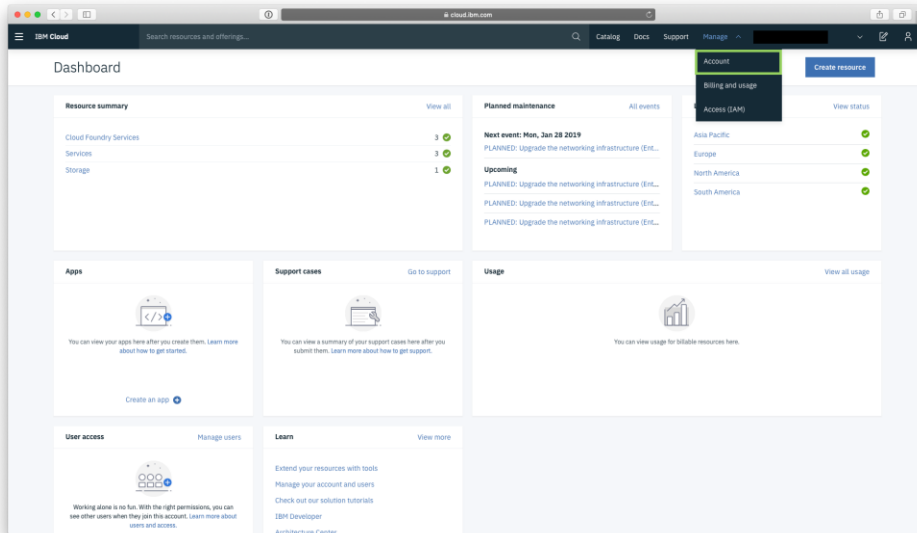 cloud.ibm.com
IBM Cloud
Search resources and offerings...
Catalog
Docs
Support
Manage
Account
Billing and usage
Access (IAM)
Dashboard
Create resource
Resource summary
View all
Cloud Foundry Services
3
Services
3
Storage
1
Planned maintenance
All events
Next event: Mon, Jan 28 2019
PLANNED: Upgrade the networking infrastructure (Ent...
Upcoming
PLANNED: Upgrade the networking infrastructure (Ent...
PLANNED: Upgrade the networking infrastructure (Ent...
PLANNED: Upgrade the networking infrastructure (Ent...
View status
Asia Pacific
Europe
North America
South America
Apps
You can view your apps here after you create them. Learn more
about how to get started.
Create an app
Support cases
Go to support
You can view a summary of your support cases here after you
submit them. Learn more about how to get support.
Usage
View all usage
You can view usage for billable resources here.
User access
Manage users
Working alone is no fun. With the right permissions, you can
see other users when they join this account. Learn more about
users and access.
Learn
View more
Extend your resources with tools
Manage your account and users
Check out our solution tutorials
IBM Developer
Architecture Center